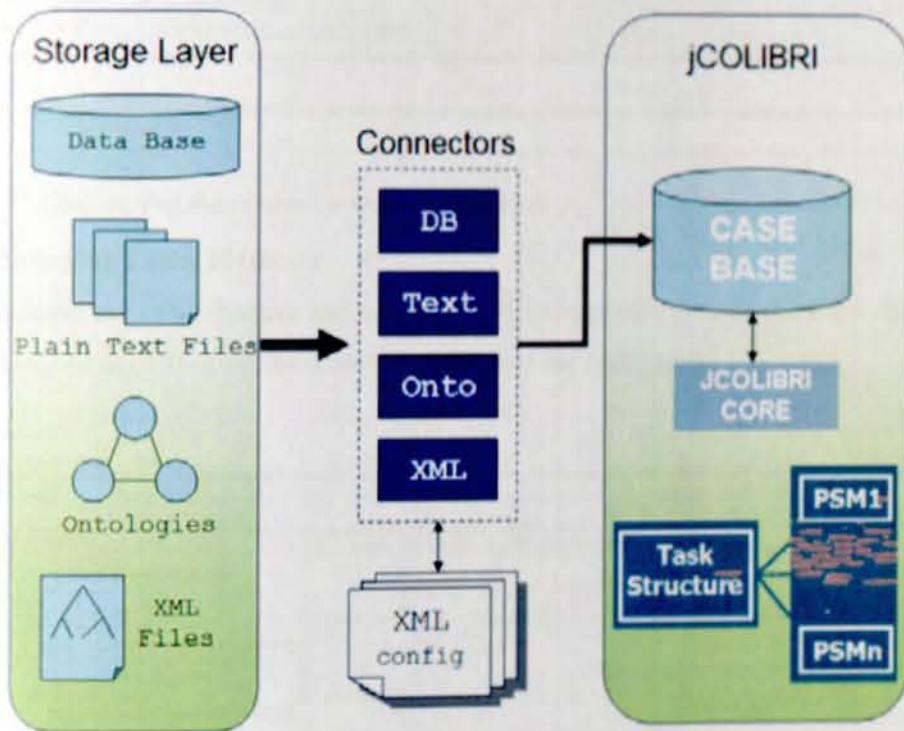 Storage Layer
Data Base
Plain Text Files
Ontologies
XML
Files
Connectors
DB
Text
Onto
XML
XML
config
jCOLIBRI
CASE
BASE
JCOLIBRI
CORE
Task
Structure
PSM1
PSMn